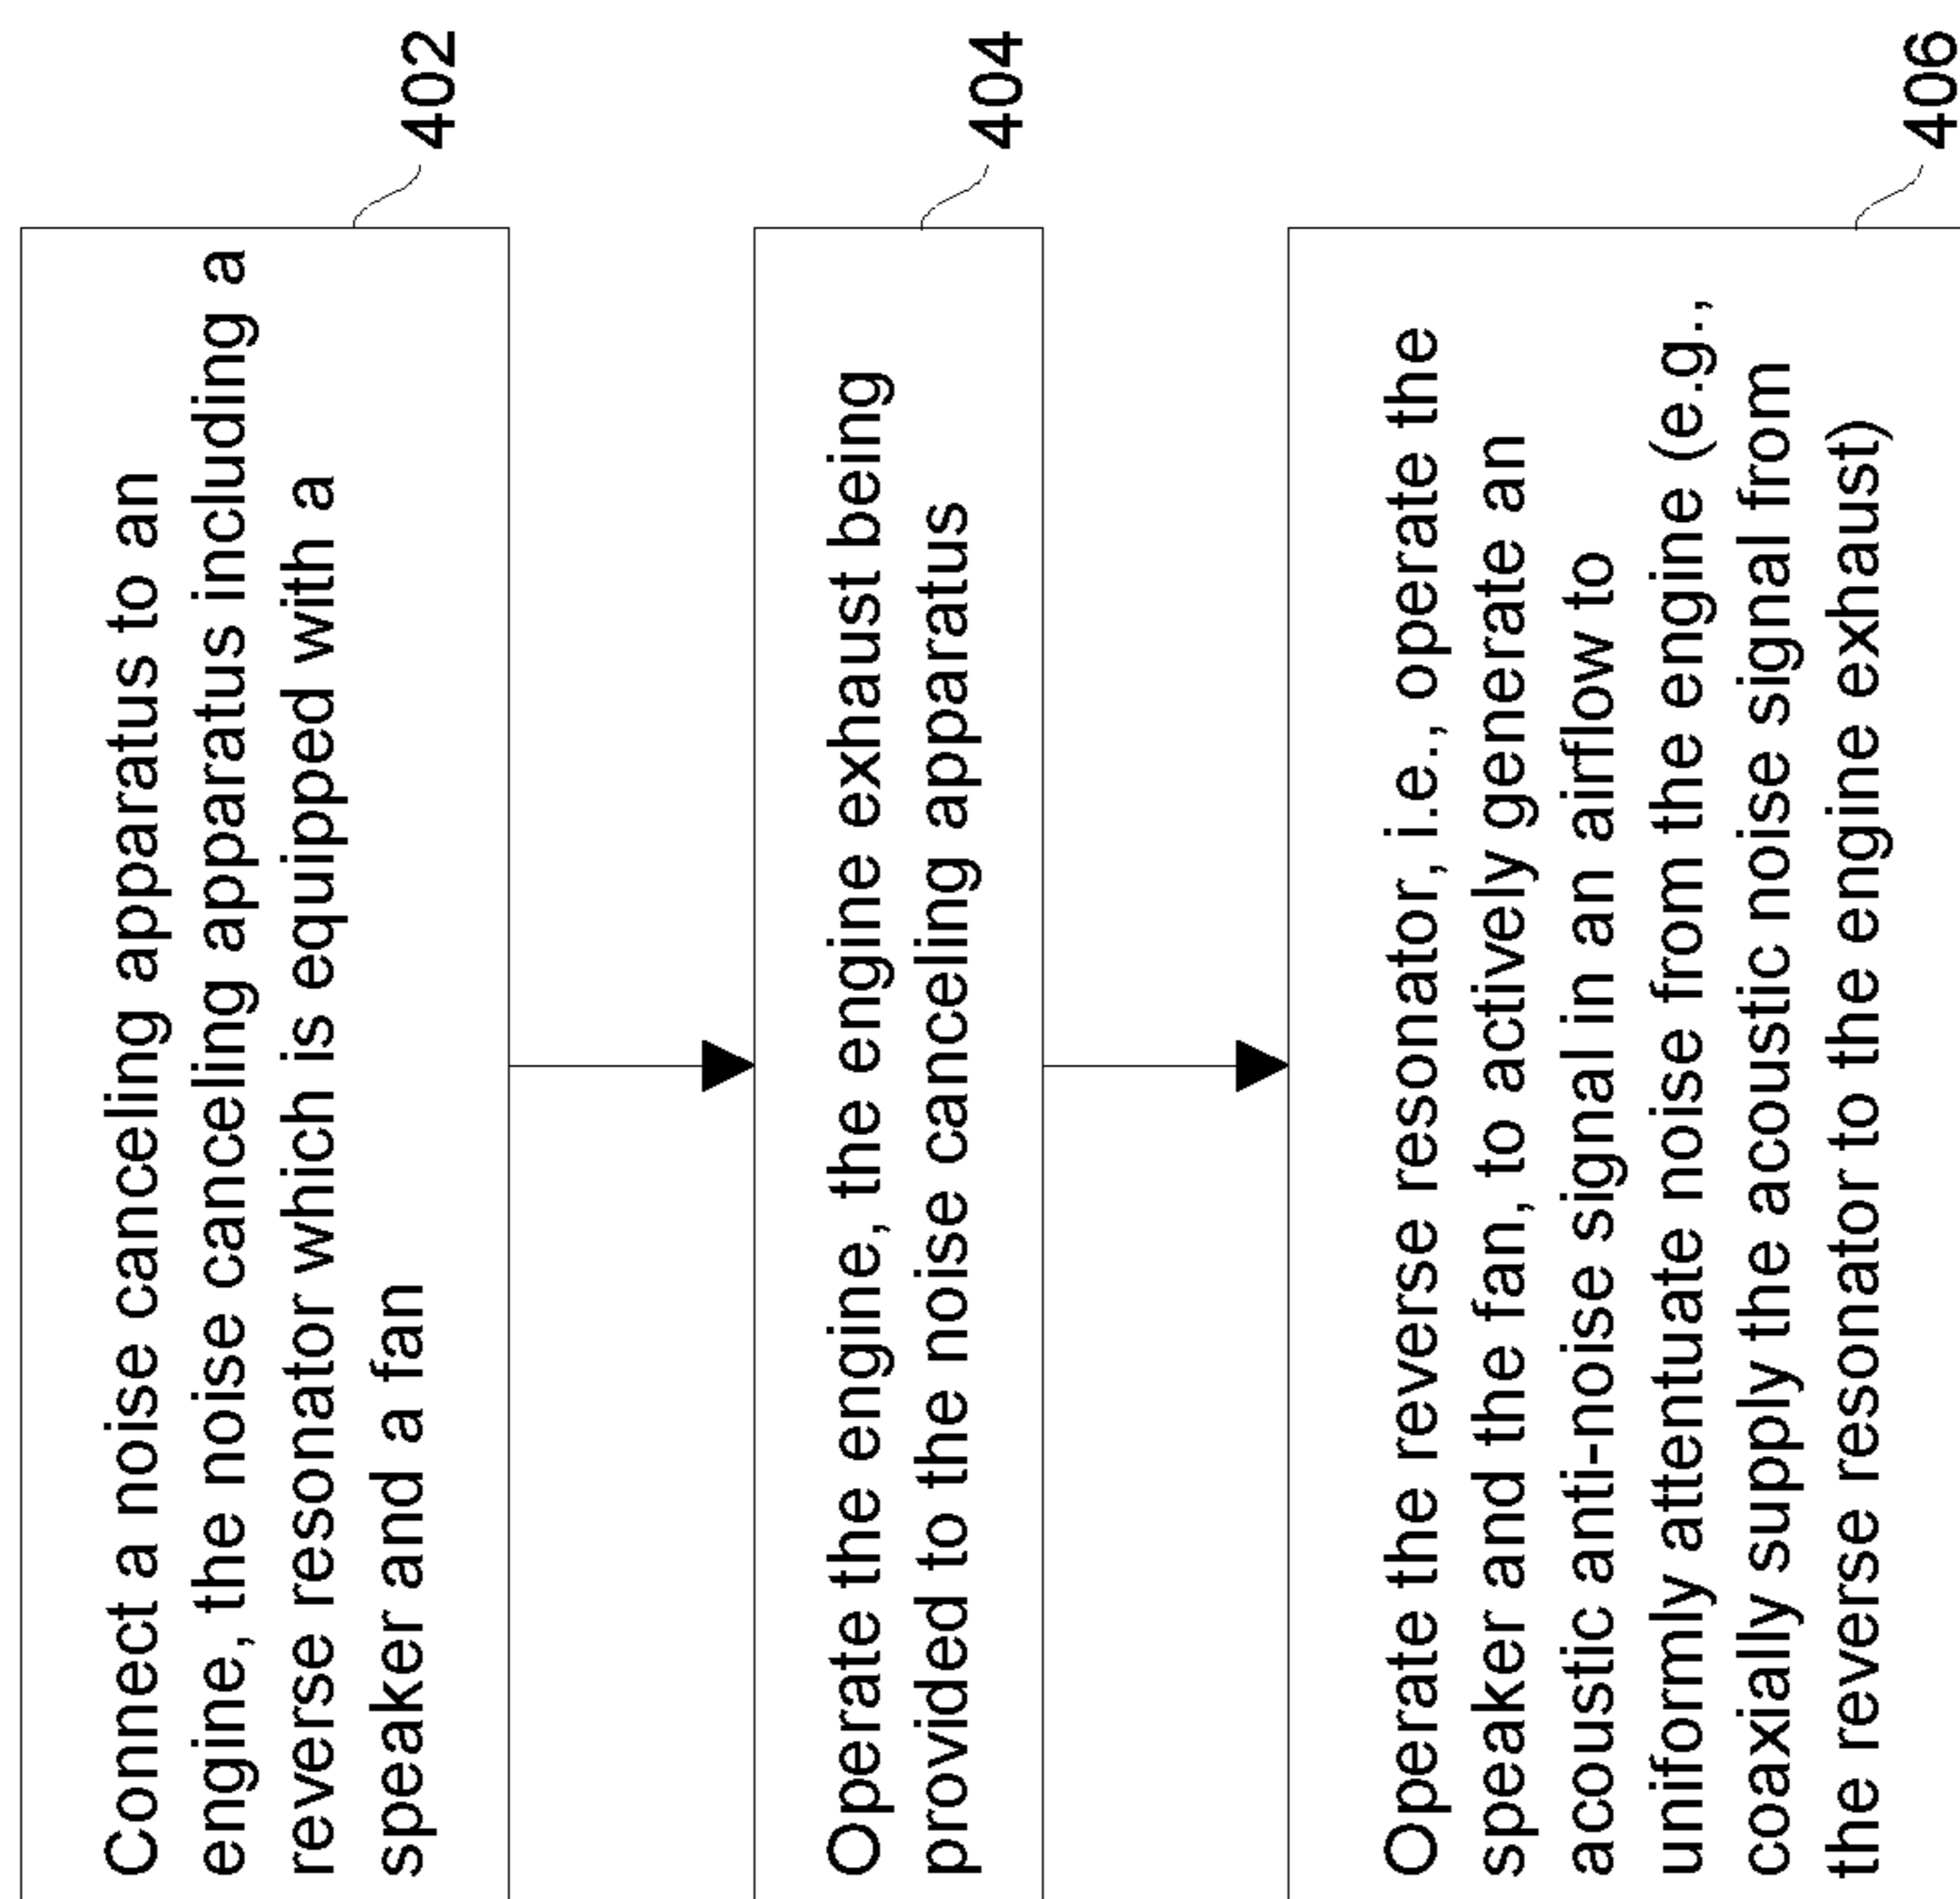 Connect a noise canceling apparatus to an
engine, the noise canceling apparatus including a
reverse resonator which is equipped with a
speaker and a fan
402
Operate the engine, the engine exhaust being
provided to the noise canceling apparatus
404
Operate the reverse resonator, i.e., operate the
speaker and the fan, to actively generate an
acoustic anti-noise signal in an airflow to
uniformly attentuate noise from the engine (e.g.,
coaxially supply the acoustic noise signal from
the reverse resonator to the engine exhaust)
406